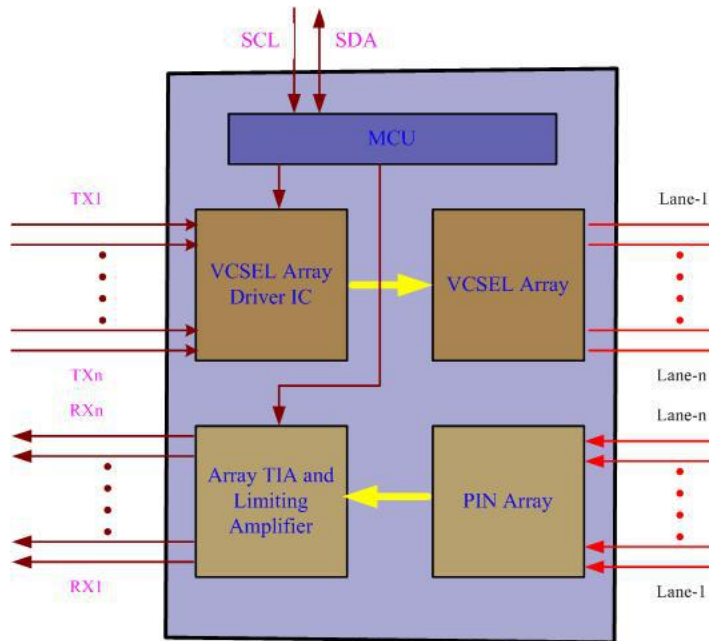 SCL
SDA
MCU
TX1
Lane-1
VCSEL Array
Driver IC
VCSEL Array
TXn
Lane-n
RXn
Lane-n
Array TIA and
Limiting
Amplifier
PIN Array
RX1
Lane-1